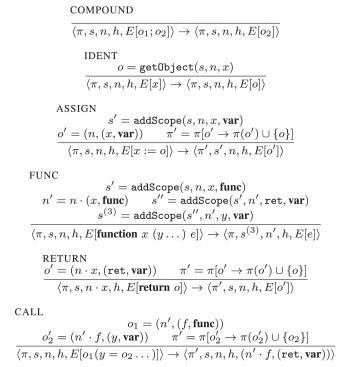 COMPOUND
⟨π, s, n, h, E[o₁; o₂]⟩ → ⟨π, s, n, h, E[o₂]⟩
IDENT
o = getObject(s, n, x)
⟨π, s, n, h, E[x]⟩ → ⟨π, s, n, h, E[o]⟩
ASSIGN
s′ = addScope(s, n, x, var)
o′ = (n, (x, var)) π′ = π[o′ → π(o′) ∪ {o}]
⟨π, s, n, h, E[x := o]⟩ → ⟨π′, s′, n, h, E[o′]⟩
FUNC
s′ = addScope(s, n, x, func)
n′ = n · (x, func) s″ = addScope(s′, n′, ret, var)
s⁽³⁾ = addScope(s″, n′, y, var)
⟨π, s, n, h, E[function x (y ...) e]⟩ → ⟨π, s⁽³⁾, n′, h, E[e]⟩
RETURN
o′ = (n · x, (ret, var)) π′ = π[o′ → π(o′) ∪ {o}]
⟨π, s, n · x, h, E[return o]⟩ → ⟨π′, s, n, h, E[o′]⟩
CALL
o₁ = (n′, (f, func))
o′₂ = (n′ · f, (y, var)) π′ = π[o′₂ → π(o′₂) ∪ {o₂}]
⟨π, s, n, h, E[o₁(y = o₂ ...)]⟩ → ⟨π′, s, n, h, (n′ · f, (ret, var))⟩